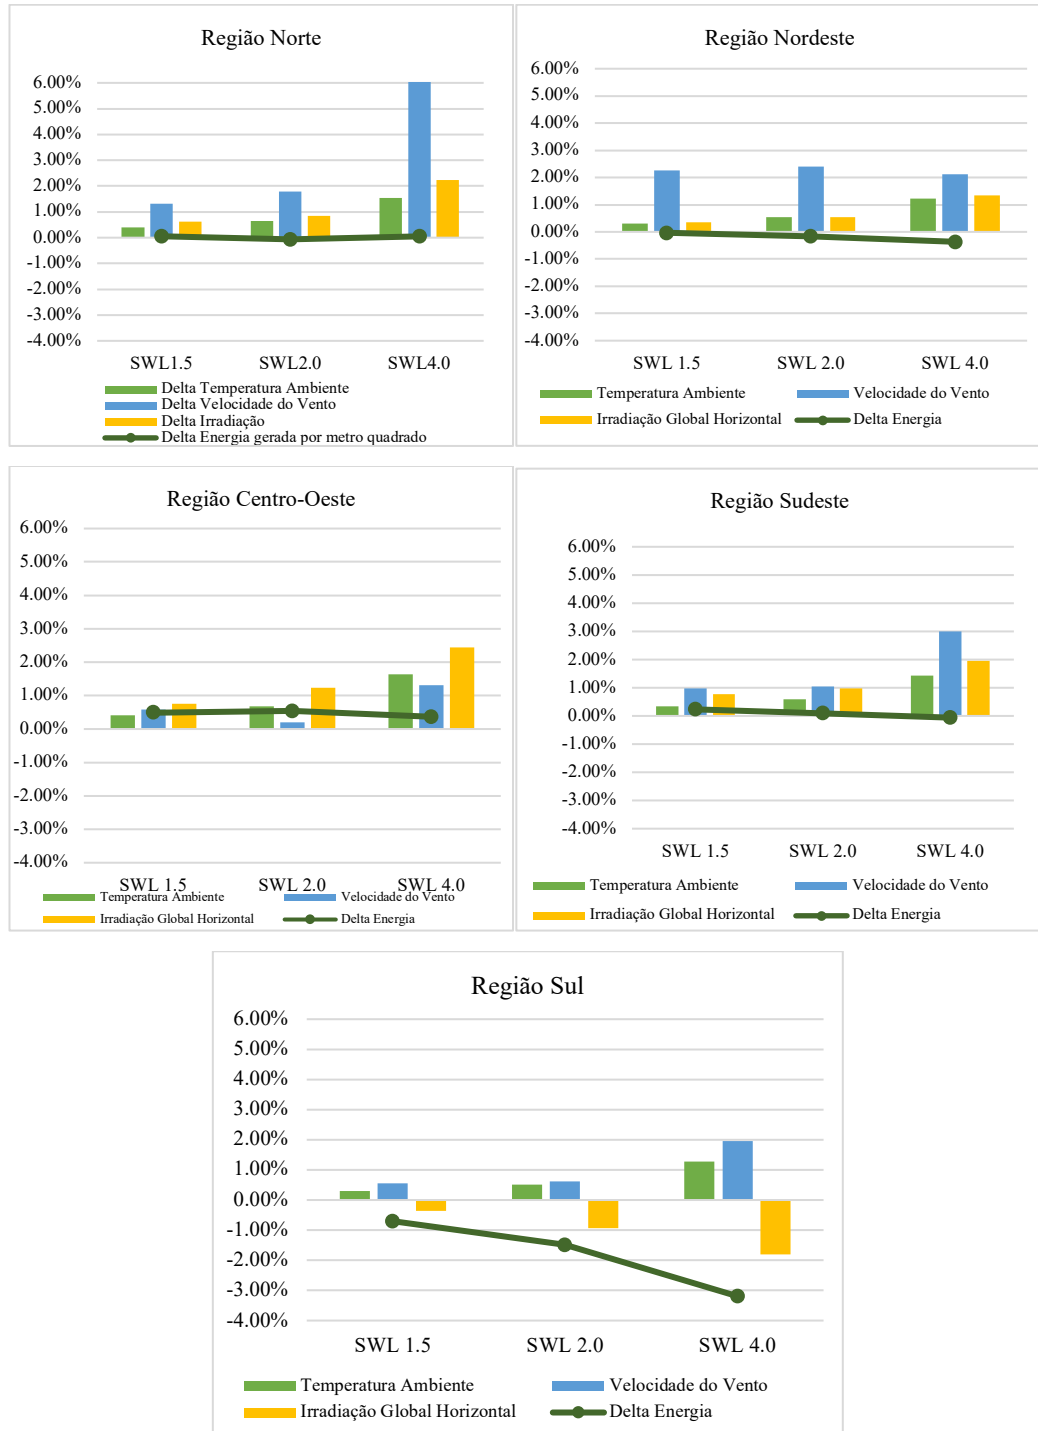 Região Norte
6.00%
5.00%
4.00%
3.00%
2.00%
1.00%
0.00%
-1.00%
-2.00%
-3.00%
-4.00%
SWL1.5 SWL2.0 SWL4.0
Delta Temperatura Ambiente
Delta Velocidade do Vento
Delta Irradiação
Delta Energia gerada por metro quadrado
Região Nordeste
6.00%
5.00%
4.00%
3.00%
2.00%
1.00%
0.00%
-1.00%
-2.00%
-3.00%
-4.00%
SWL 1.5 SWL 2.0 SWL 4.0
Temperatura Ambiente Velocidade do Vento
Irradiação Global Horizontal Delta Energia
Região Centro-Oeste
6.00%
5.00%
4.00%
3.00%
2.00%
1.00%
0.00%
-1.00%
-2.00%
-3.00%
-4.00%
SWL 1.5 SWL 2.0 SWL 4.0
Temperatura Ambiente Velocidade do Vento
Irradiação Global Horizontal Delta Energia
Região Sudeste
6.00%
5.00%
4.00%
3.00%
2.00%
1.00%
0.00%
-1.00%
-2.00%
-3.00%
-4.00%
SWL 1.5 SWL 2.0 SWL 4.0
Temperatura Ambiente Velocidade do Vento
Irradiação Global Horizontal Delta Energia
Região Sul
6.00%
5.00%
4.00%
3.00%
2.00%
1.00%
0.00%
-1.00%
-2.00%
-3.00%
-4.00%
SWL 1.5 SWL 2.0 SWL 4.0
Temperatura Ambiente Velocidade do Vento
Irradiação Global Horizontal Delta Energia